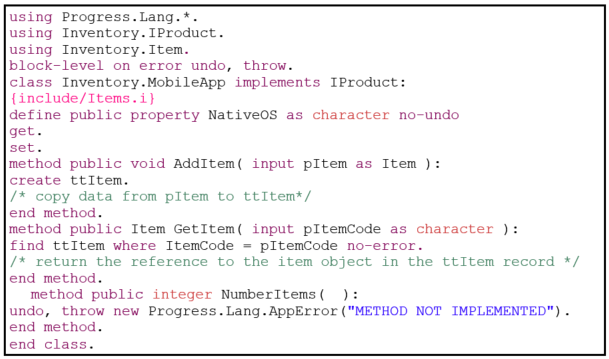 using Progress.Lang.*.
using Inventory.IProduct.
using Inventory.Item.
block-level on error undo, throw.
class Inventory.MobileApp implements IProduct:
{include/Items.i}
define public property NativeOS as character no-undo
get.
set.
method public void AddItem( input pItem as Item ):
create ttItem.
/* copy data from pItem to ttItem*/
end method.
method public Item GetItem( input pItemCode as character ):
find ttItem where ItemCode = pItemCode no-error.
/* return the reference to the item object in the ttItem record */
end method.
method public integer NumberItems(  ):
undo, throw new Progress.Lang.AppError("METHOD NOT IMPLEMENTED").
end method.
end class.